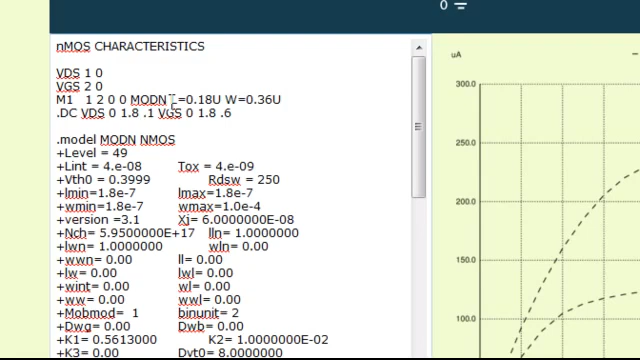 0
nMOS CHARACTERISTICS
VDS 1 0
VGS 2 0
M1 1 2 0 0 MODN L=0.18U W=0.36U
.DC VDS 0 1.8 .1 VGS 0 1.8 .6
.model MODN NMOS
+Level = 49
+Lint = 4.e-08 Tox = 4.e-09
+Vth0 = 0.3999 Rdsw = 250
+lmin=1.8e-7 lmax=1.8e-7
+wmin=1.8e-7 wmax=1.0e-4
+version =3.1 Xj= 6.0000000E-08
+Nch= 5.9500000E+17 lln= 1.0000000
+lwn= 1.0000000 wln= 0.00
+wwn= 0.00 ll= 0.00
+lw= 0.00 lwl= 0.00
+wint= 0.00 wl= 0.00
+ww= 0.00 wwl= 0.00
+Mobmod= 1 binunit= 2
+Dwg= 0.00 Dwb= 0.00
+K1= 0.5613000 K2= 1.0000000E-02
+K3= 0.00 Dvt0= 8.0000000
uA
300.0
250.0
200.0
150.0
100.0